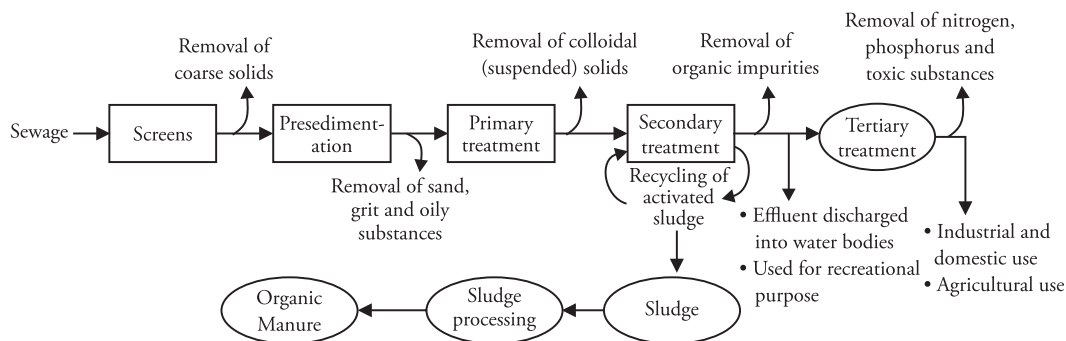 Removal of
coarse solids
Removal of colloidal
(suspended) solids
Removal of
organic impurities
Removal of nitrogen,
phosphorus and
toxic substances
Sewage
Screens
Presediment-
ation
Primary
treatment
Secondary
treatment
Tertiary
treatment
Removal of sand,
grit and oily
substances
Recycling of
activated
sludge
• Effluent discharged
into water bodies
• Used for recreational
purpose
• Industrial and
domestic use
• Agricultural use
Organic
Manure
Sludge
processing
Sludge